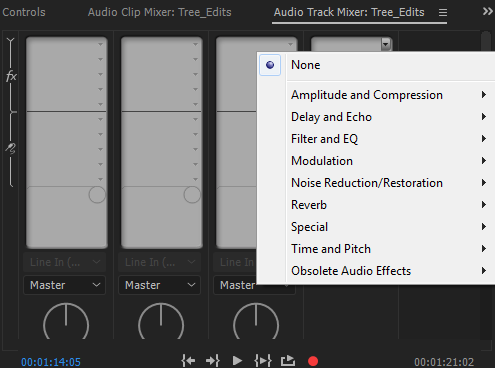 Controls
Audio Clip Mixer: Tree_Edits
Audio Track Mixer: Tree_Edits
fx
None
Amplitude and Compression
Delay and Echo
Filter and EQ
Modulation
Noise Reduction/Restoration
Reverb
Special
Time and Pitch
Obsolete Audio Effects
Line In (...
Line In (...
Line In (...
Master
Master
Master
00:01:14:05
00:01:21:02